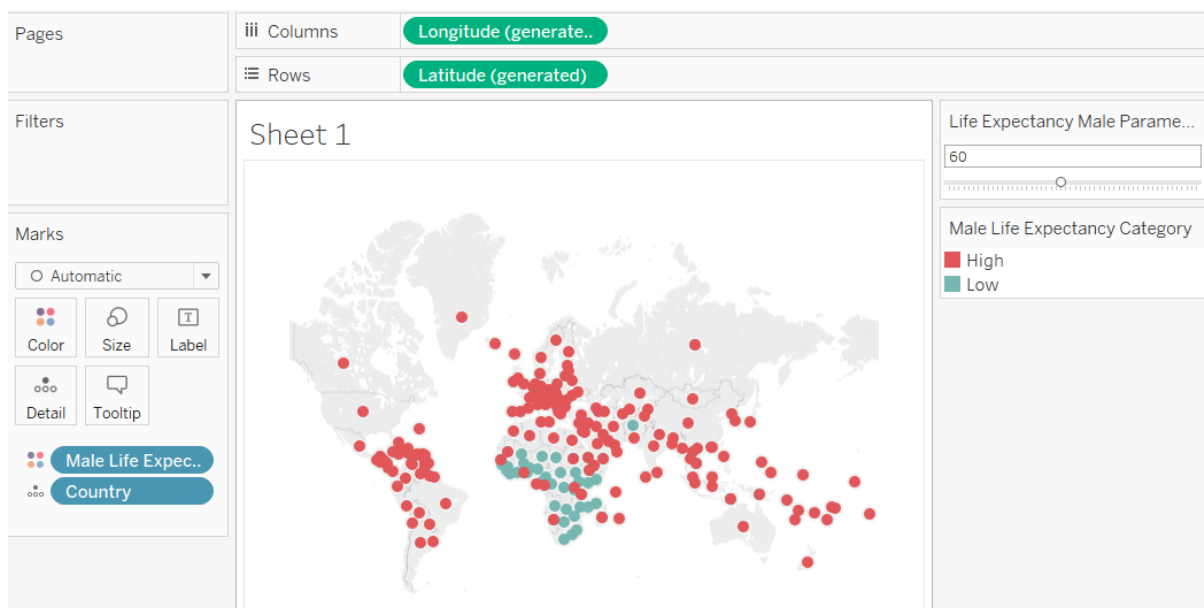 Pages
iii Columns
Longitude (generate..
Rows
Latitude (generated)
Filters
Sheet 1
Life Expectancy Male Parame...
60
Marks
Automatic
Male Life Expectancy Category
High
Low
Color
Size
T
Label
Detail
Tooltip
Male Life Expec..
Country